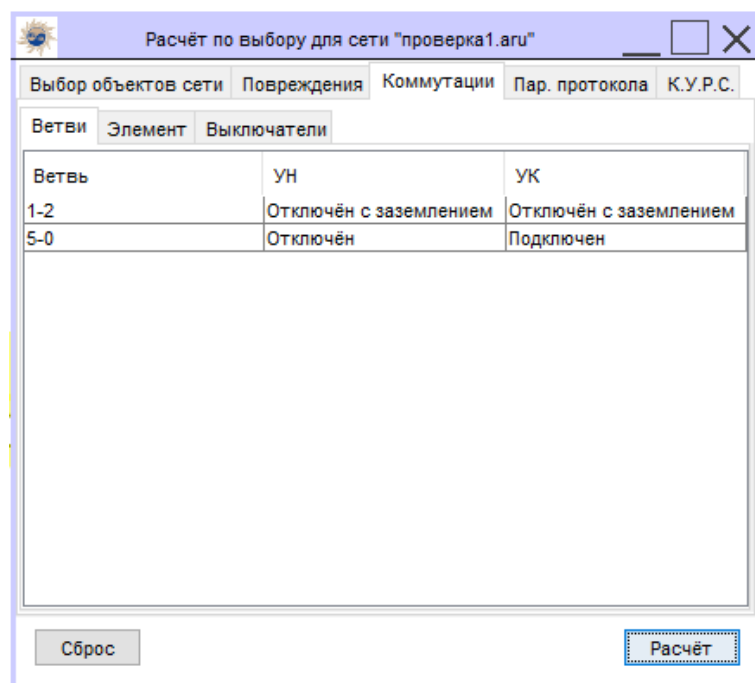 Расчёт по выбору для сети "проверка1.aru"
Выбор объектов сети Повреждения Коммутации Пар. протокола К.У.Р.С.
Ветви Элемент Выключатели
Ветвь УН УК
1-2 Отключён с заземлением Отключён с заземлением
5-0 Отключён Подключен
Сброс Расчёт